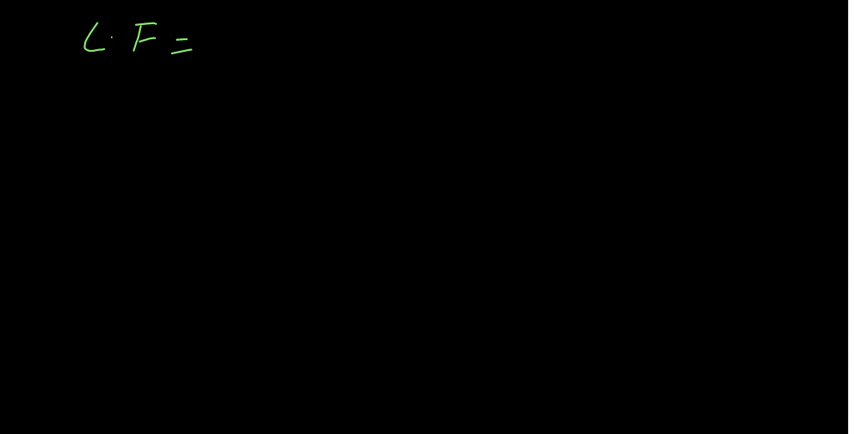 L. F =